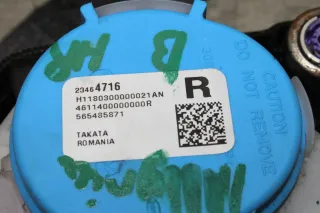 B
HR
23464716
R
H1180300000021AN
4611400000000R
565485871
TAKATA
ROMANIA
CAUTION
DO NOT REMOVE